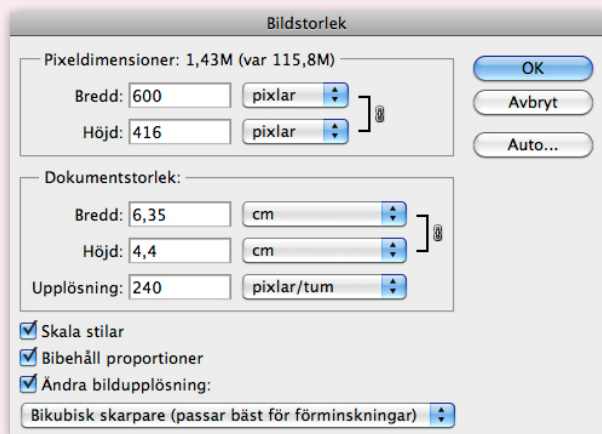 Bildstorlek
Pixeldimensioner: 1,43M (var 115,8M)
Bredd: 600 pixlar
Höjd: 416 pixlar
OK
Avbryt
Auto...
Dokumentstorlek:
Bredd: 6,35 cm
Höjd: 4,4 cm
Upplösning: 240 pixlar/tum
Skala stilar
Bibehåll proportioner
Ändra bildupplösning:
Bikubisk skarpare (passar bäst för förminskningar)